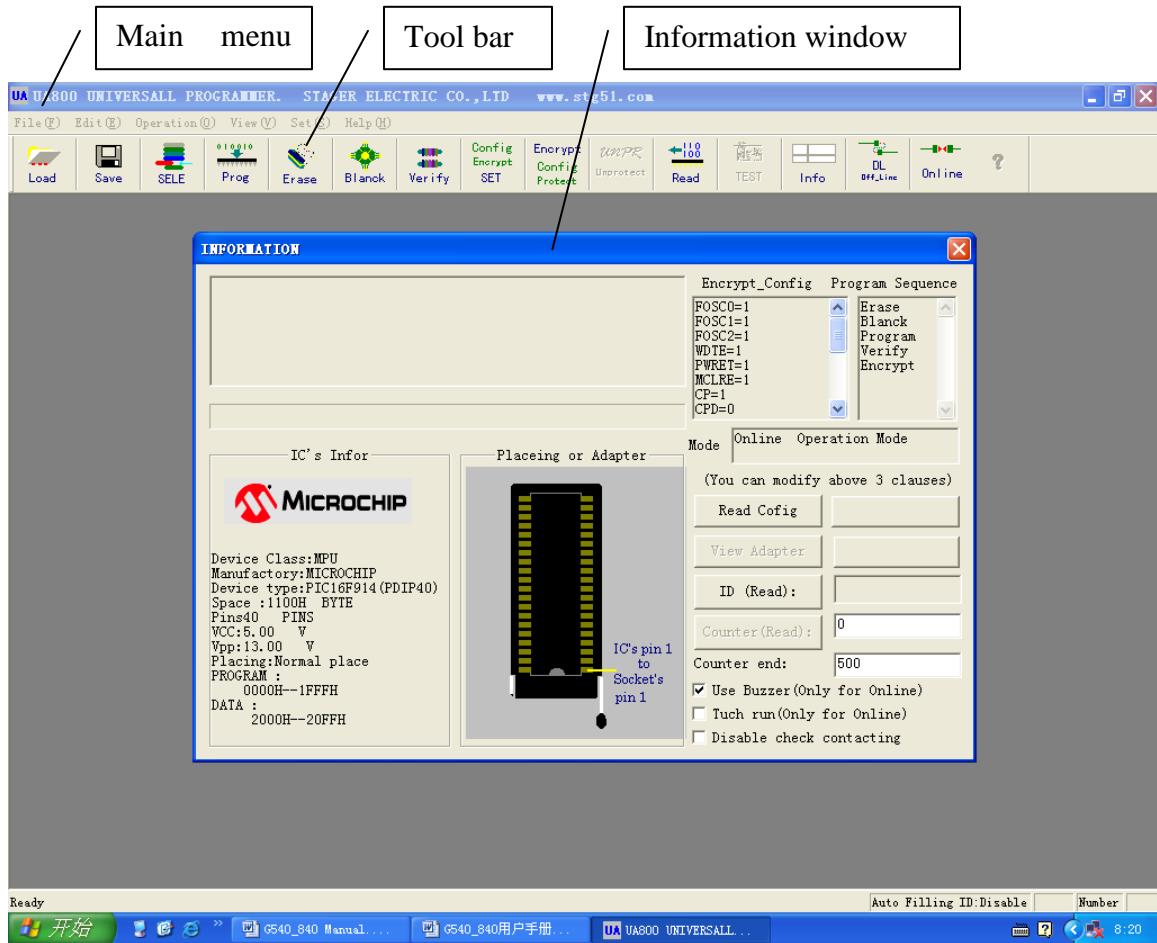 Main menu
Tool bar
Information window
UA UA800 UNIVERSALL PROGRAMMER. STAGER ELECTRIC CO.,LTD www.stg51.com
File(F) Edit(E) Operation(O) View(V) Set(S) Help(H)
010010
Config
Encrypt
UNPR
110
100
Encrypt
Config
DL
Unprotect
Load Save SELE Prog Erase Blanck Verify SET Protect Read TEST Info Off_Line Online ?
INFORMATION
Encrypt_Config Program Sequence
FOSC0=1 Erase
FOSC1=1 Blanck
FOSC2=1 Program
WDTE=1 Verify
PWRET=1 Encrypt
MCLRE=1
CP=1
CPD=0
Mode Online Operation Mode
IC's Infor Placeing or Adapter
(You can modify above 3 clauses)
MICROCHIP
Read Cofig
View Adapter
Device Class:MPU
Manufactory:MICROCHIP
Device type:PIC16F914(PDIP40)
Space :1100H BYTE
Pins40 PINS
VCC:5.00 V
Vpp:13.00 V
Placing:Normal place
PROGRAM :
0000H--1FFFH
DATA :
2000H--20FFH
IC's pin 1
to
Socket's
pin 1
ID (Read):
Counter(Read): 0
Counter end: 500
Use Buzzer(Only for Online)
Tuch run(Only for Online)
Disable check contacting
Ready Auto Filling ID:Disable Number
开始 » G540_840 Manual.... G540_840用户手册... UA UA800 UNIVERSALL... 8:20